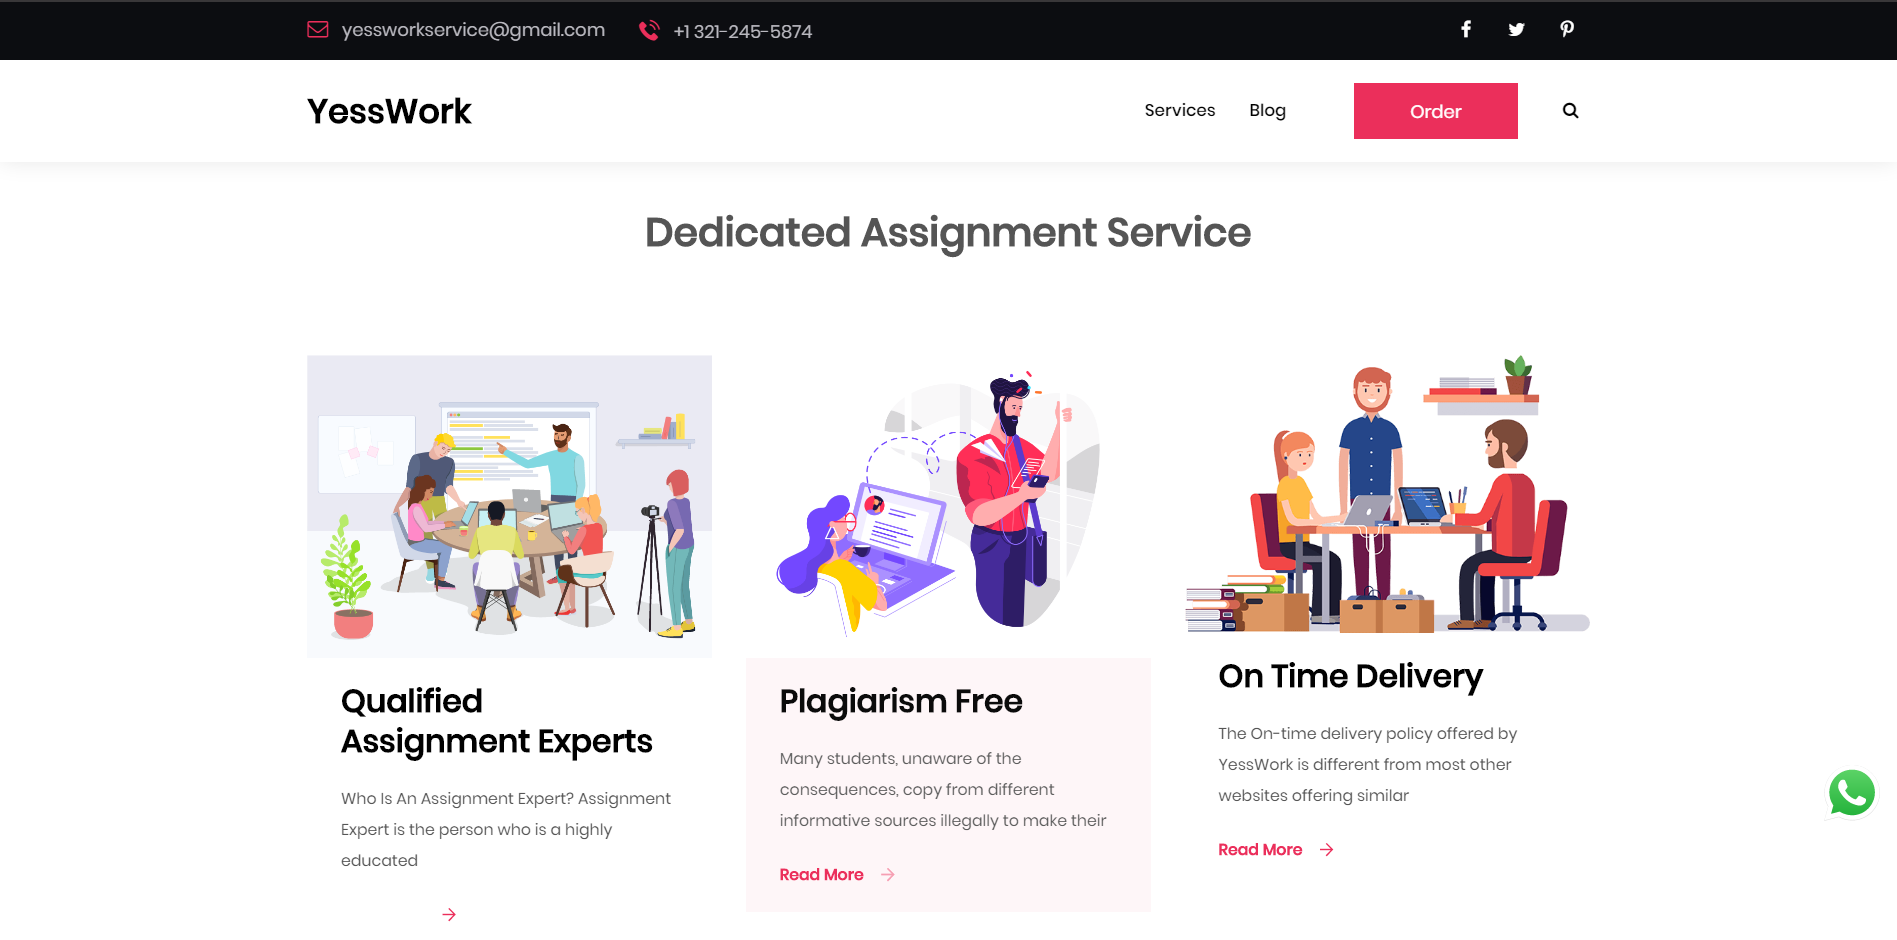 yessworkservice@gmail.com
+1 321-245-5874
YessWork
Services
Blog
Order
Dedicated Assignment Service
Qualified
Assignment Experts
Who Is An Assignment Expert? Assignment
Expert is the person who is a highly
educated
Plagiarism Free
Many students, unaware of the
consequences, copy from different
informative sources illegally to make their
Read More
On Time Delivery
The On-time delivery policy offered by
YessWork is different from most other
websites offering similar
Read More